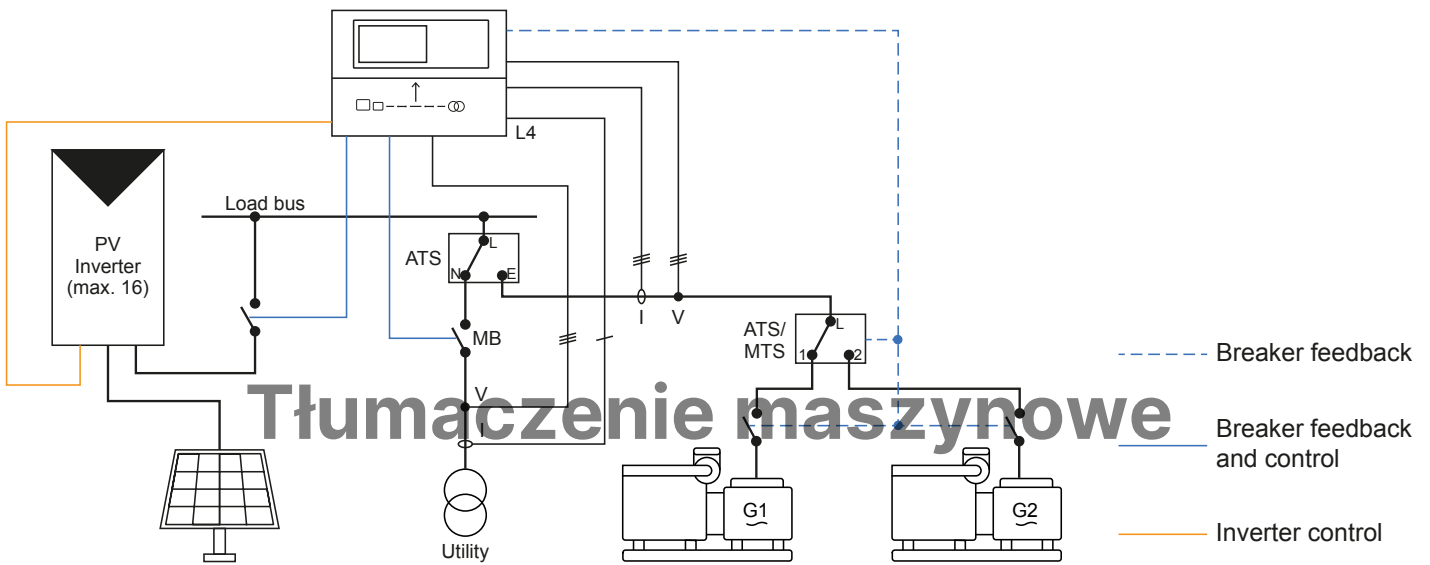 L4
Load bus
PV
Inverter
(max. 16)
ATS
L
N
E
I
V
MB
ATS/
MTS
L
1
2
V
I
Tłumaczenie maszynowe
G1
G2
Utility
Breaker feedback
Breaker feedback
and control
Inverter control